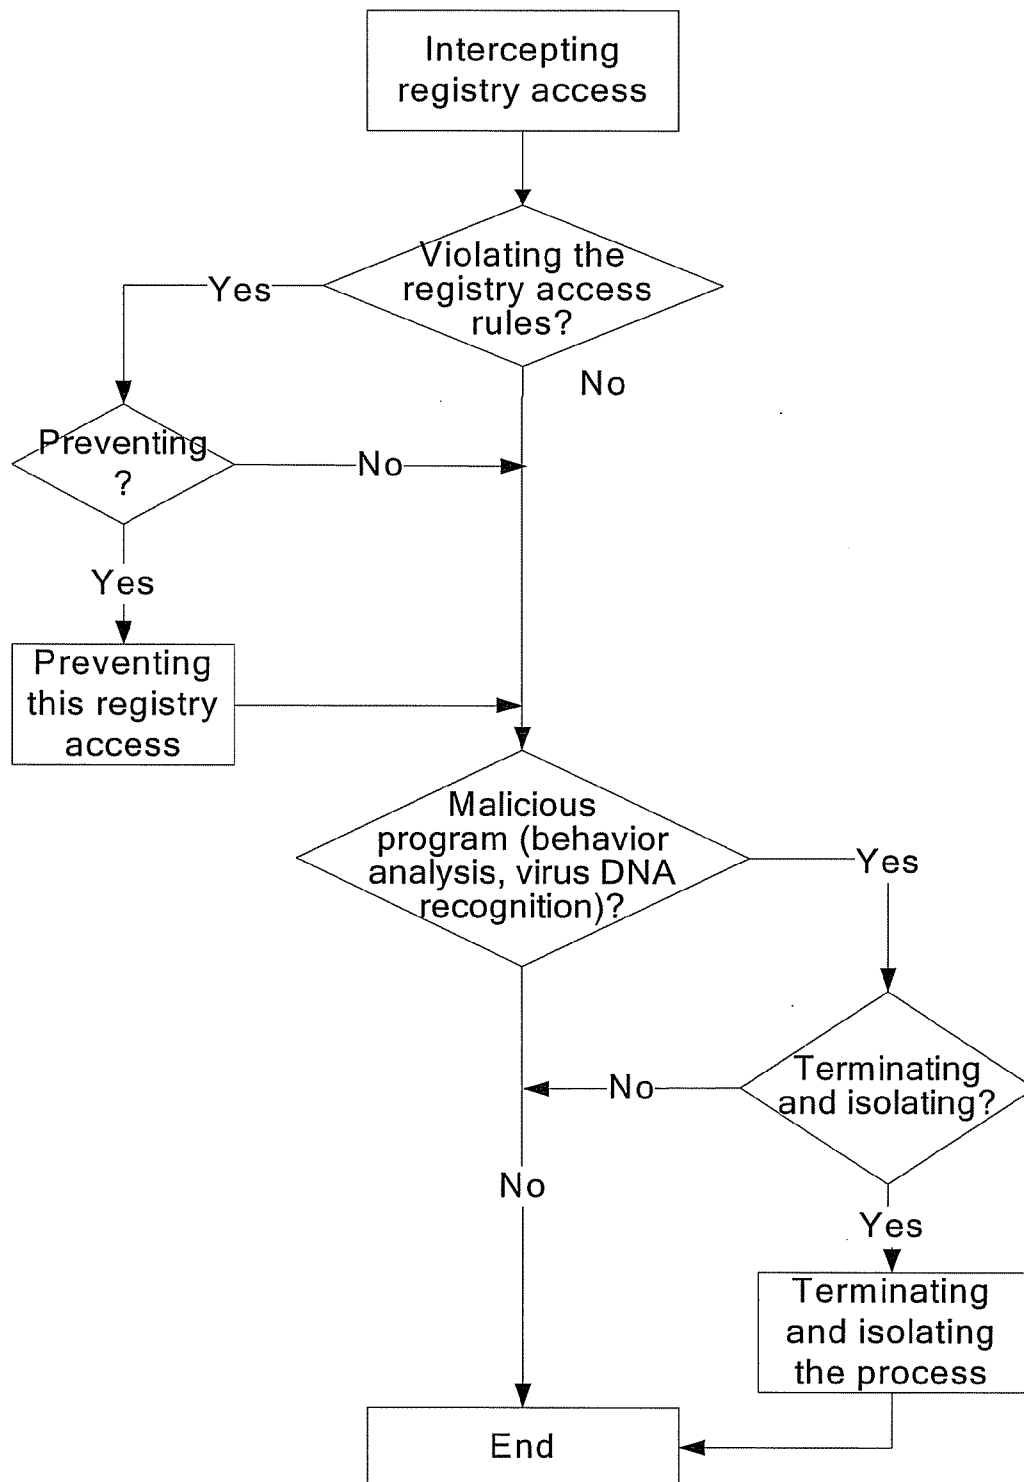 Intercepting
registry access
Violating the
registry access
rules?
Yes
No
Preventing
?
No
Yes
Preventing
this registry
access
Malicious
program (behavior
analysis, virus DNA
recognition)?
Yes
Terminating
and isolating?
No
No
Yes
Terminating
and isolating
the process
End